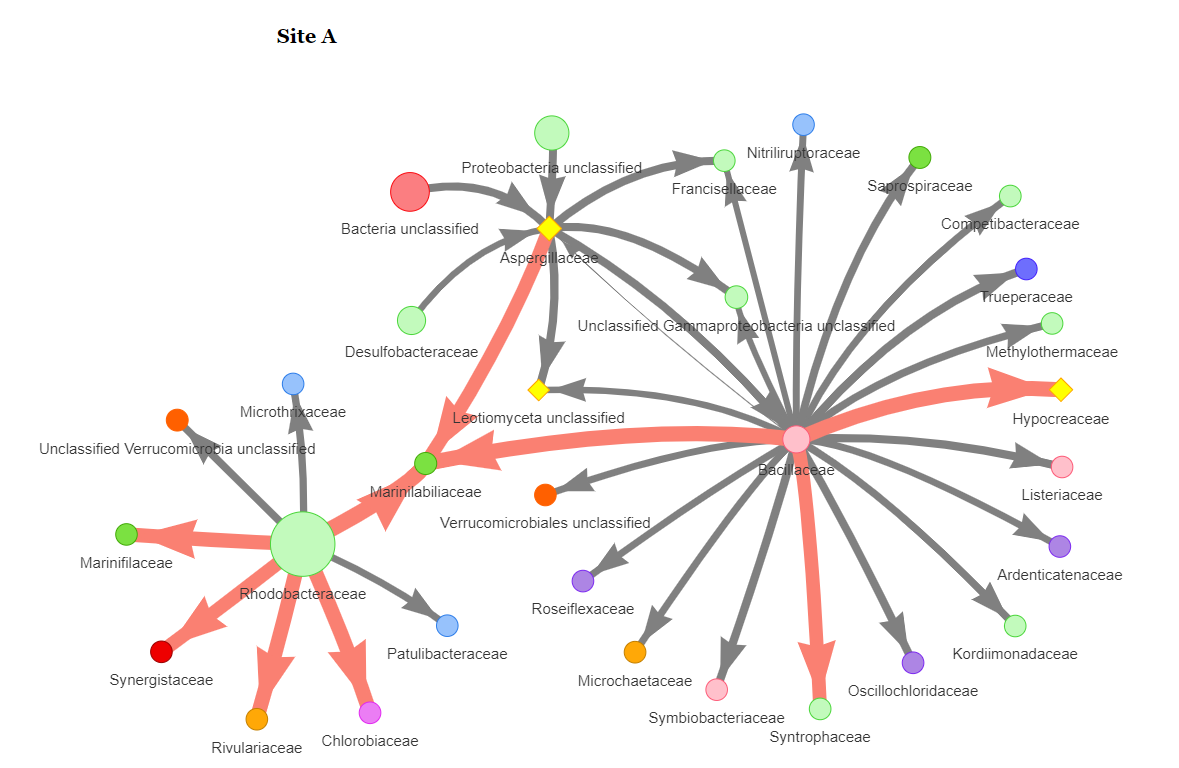 Site A
Nitriliruptoraceae
Proteobacteria unclassified
Saprospiraceae
Francisellaceae
Competibacteraceae
Bacteria unclassified
Aspergillaceae
Trueperaceae
Unclassified Gammaproteobacteria unclassified
Desulfobacteraceae
Methylothermaceae
Microthrixaceae
Leotiomyceta unclassified
Hypocreaceae
Unclassified Verrucomicrobia unclassified
Bacillaceae
Marinilabiliaceae
Listeriaceae
Verrucomicrobiales unclassified
Marinifilaceae
Ardenticatenaceae
Rhodobacteraceae
Roseiflexaceae
Patulibacteraceae
Kordiimonadaceae
Synergistaceae
Microchaetaceae
Oscillochloridaceae
Symbiobacteriaceae
Syntrophaceae
Chlorobiaceae
Rivulariaceae